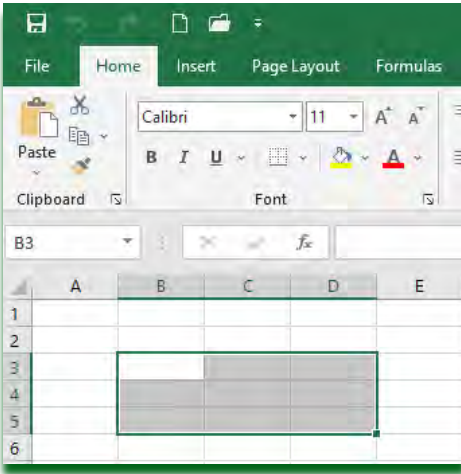 File Home Insert Page Layout Formulas
Calibri 11 A A
Paste B I U A
Clipboard Font
B3 fx
A B C D E
1
2
3
4
5
6